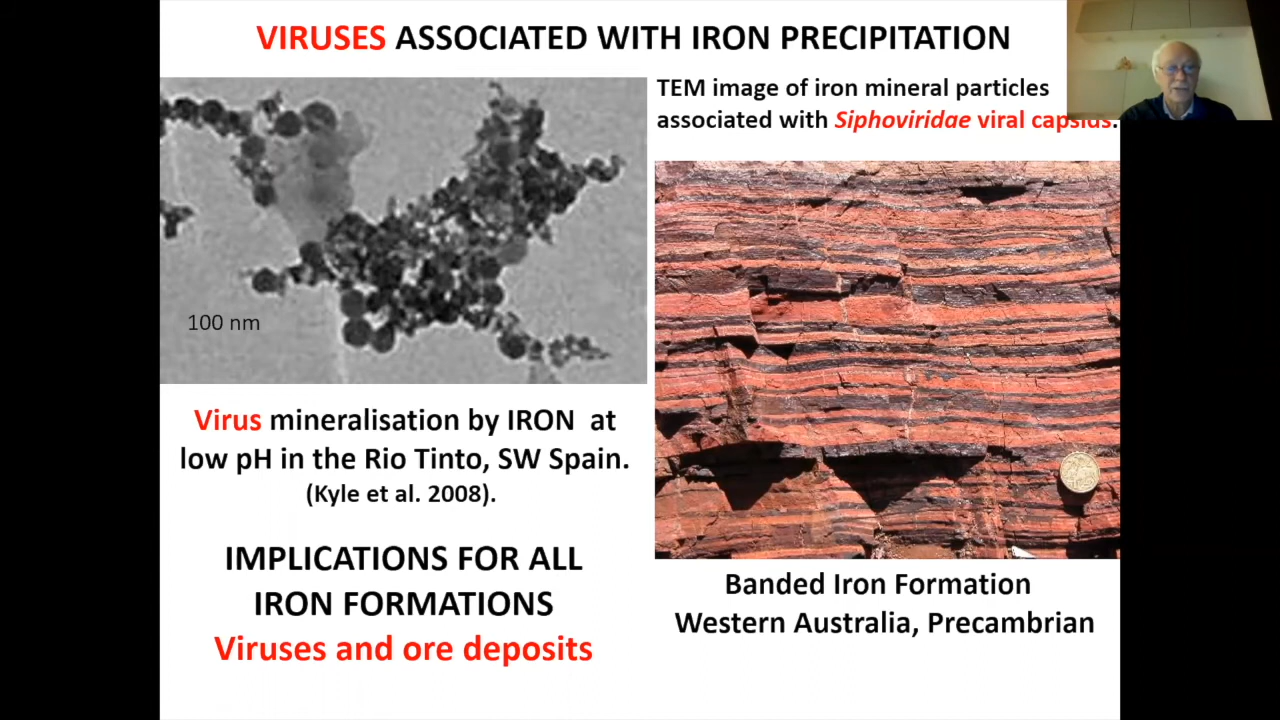 VIRUSES ASSOCIATED WITH IRON PRECIPITATION
TEM image of iron mineral particles
associated with Siphoviridae viral capsids.
100 nm
Virus mineralisation by IRON at
low pH in the Rio Tinto, SW Spain.
(Kyle et al. 2008).
IMPLICATIONS FOR ALL
IRON FORMATIONS
Viruses and ore deposits
Banded Iron Formation
Western Australia, Precambrian